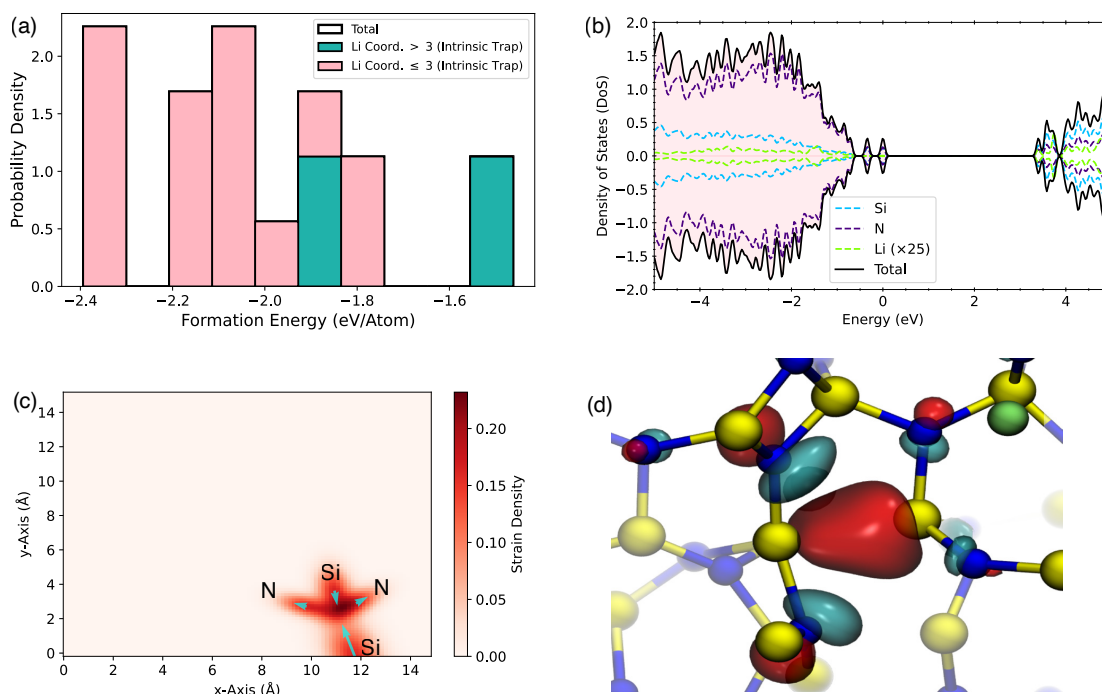 (a)
Total
Li Coord. > 3 (Intrinsic Trap)
Li Coord. ≤ 3 (Intrinsic Trap)
Probability Density
2.0
1.5
1.0
0.5
0.0
−2.4 −2.2 −2.0 −1.8 −1.6
Formation Energy (eV/Atom)
(b)
Density of States (DoS)
2.0
1.5
1.0
0.5
0.0
−0.5
−1.0
−1.5
−2.0
Si
N
Li (×25)
Total
−4 −2 0 2 4
Energy (eV)
(c)
y-Axis (Å)
14
12
10
8
6
4
2
0
N Si N
Si
0 2 4 6 8 10 12 14
x-Axis (Å)
0.20
0.15
0.10
0.05
0.00
Strain Density
(d)